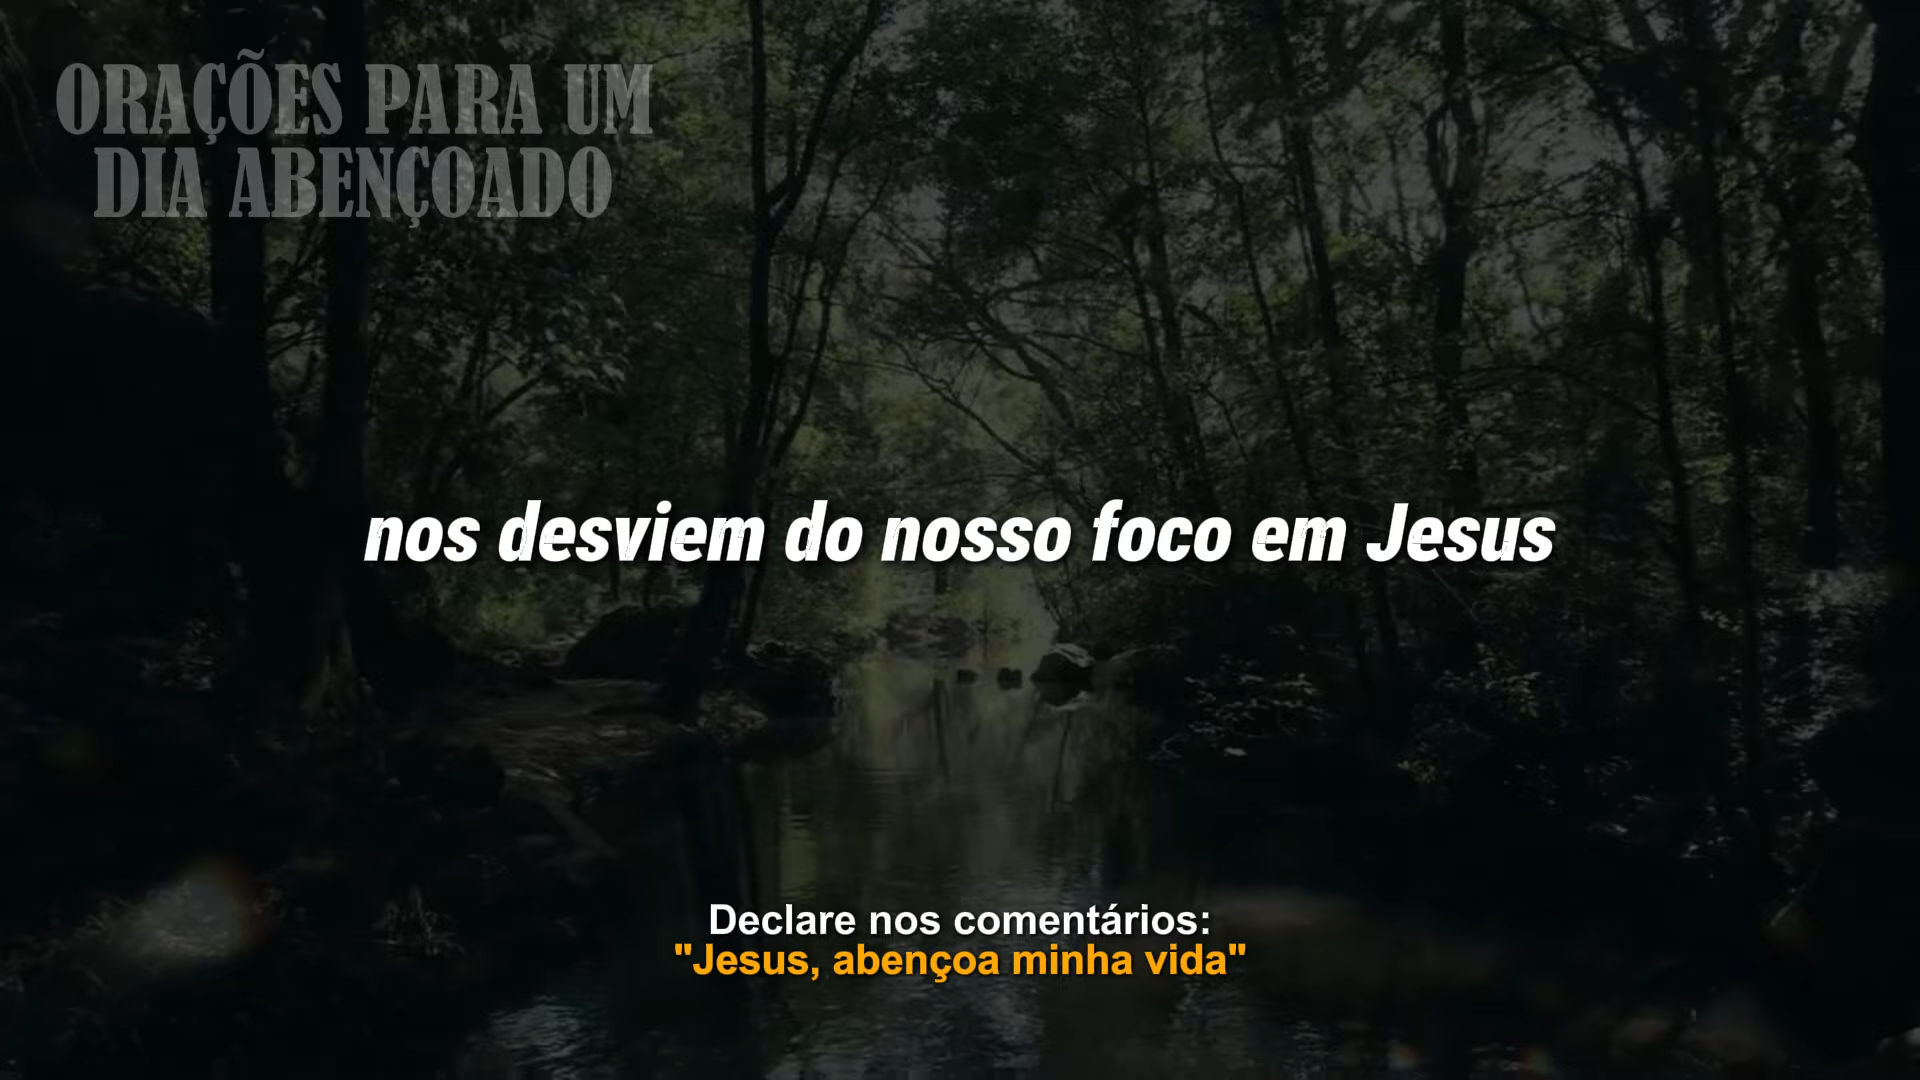 ORAÇÕES PARA UM
DIA ABENÇOADO
nos desviem do nosso foco em Jesus
Declare nos comentários:
"Jesus, abençoa minha vida"